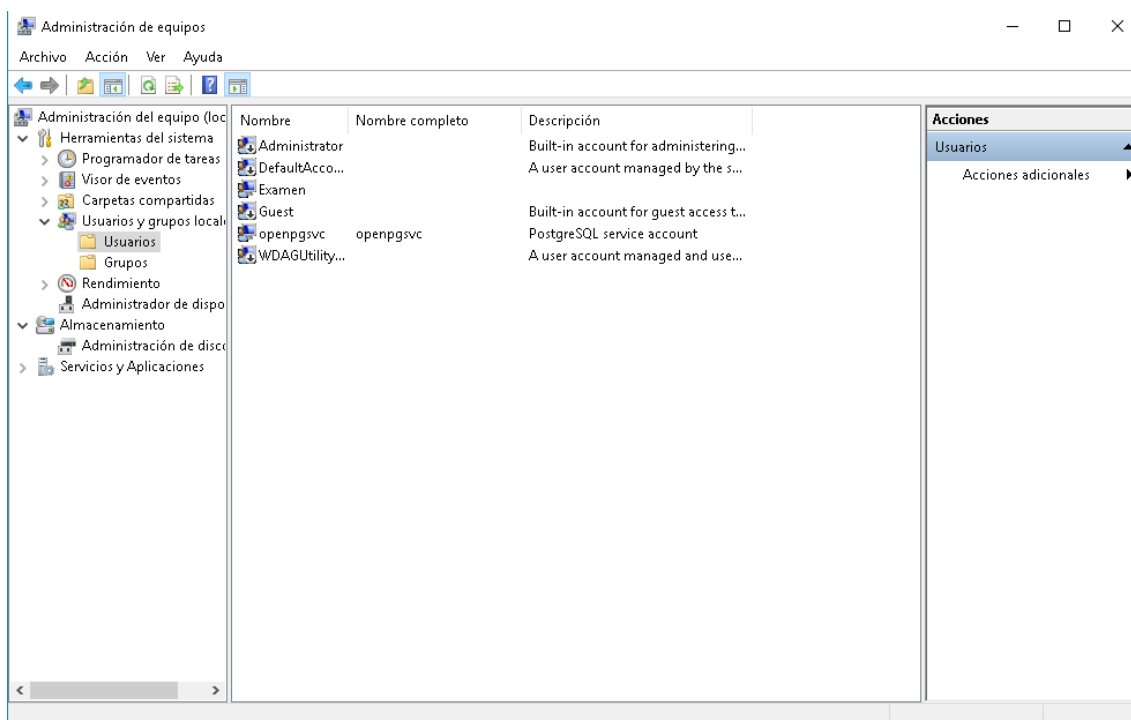 Administración de equipos
Archivo Acción Ver Ayuda
Administración del equipo (loc
Herramientas del sistema
Programador de tareas
Visor de eventos
Carpetas compartidas
Usuarios y grupos local
Usuarios
Grupos
Rendimiento
Administrador de dispo
Almacenamiento
Administración de disco
Servicios y Aplicaciones
Nombre Nombre completo Descripción
Administrator Built-in account for administering...
DefaultAcco... A user account managed by the s...
Examen
Guest Built-in account for guest access t...
openpgsvc openpgsvc PostgreSQL service account
WDAGUtility... A user account managed and use...
Acciones
Usuarios
Acciones adicionales